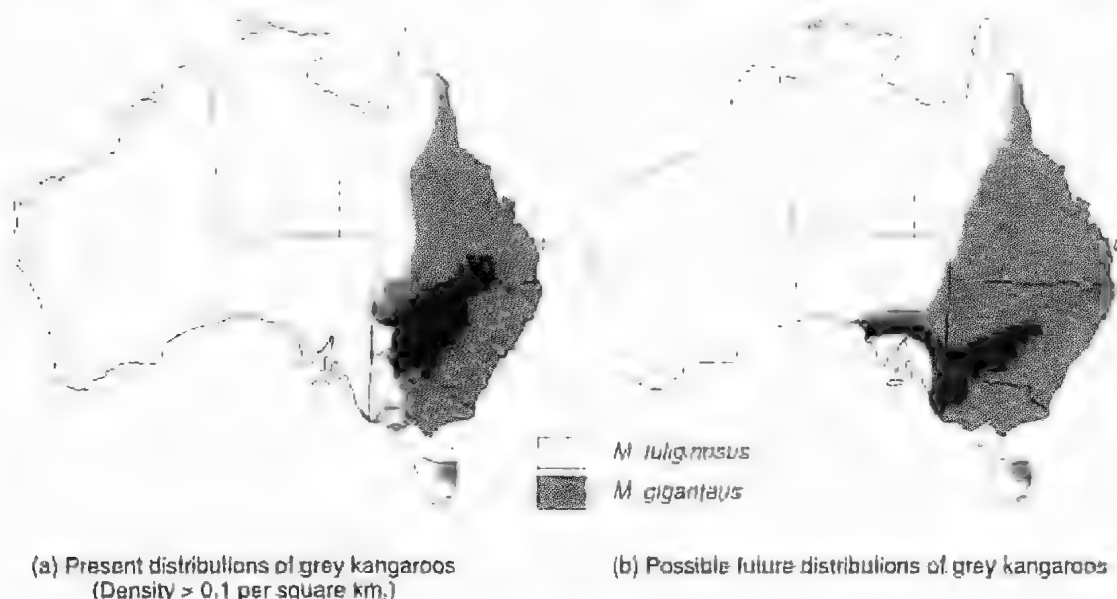 M. fuliginosus
M giganteus
(a) Present distributions of grey kangaroos
(Density > 0.1 per square km.)
(b) Possible future distributions of grey kangaroos